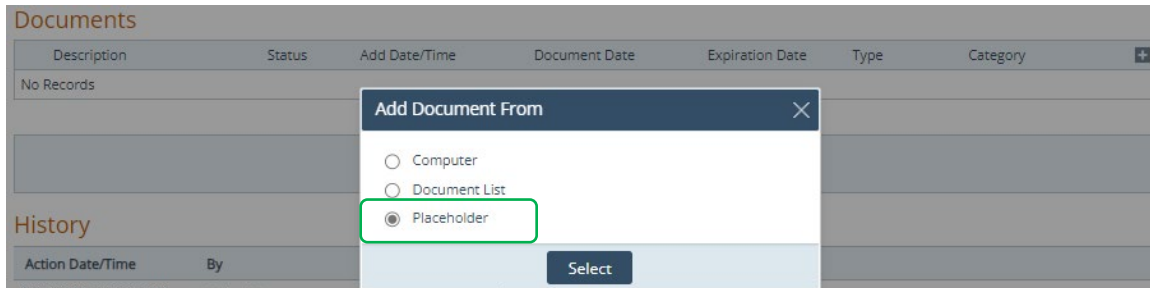 Documents
Description Status Add Date/Time Document Date Expiration Date Type Category
No Records
Add Document From
Computer
Document List
Placeholder
Select
History
Action Date/Time By